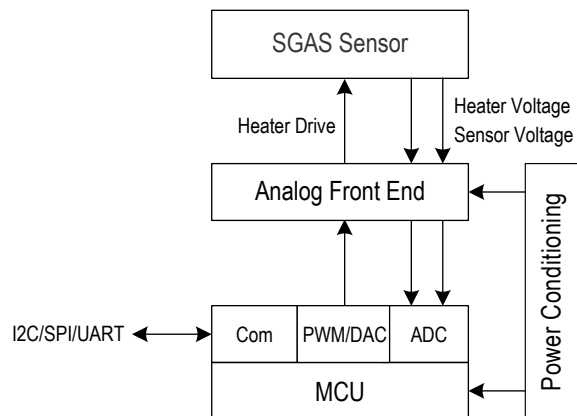 SGAS Sensor
Heater Drive
Heater Voltage
Sensor Voltage
Analog Front End
Power Conditioning
I2C/SPI/UART
Com
PWM/DAC
ADC
MCU